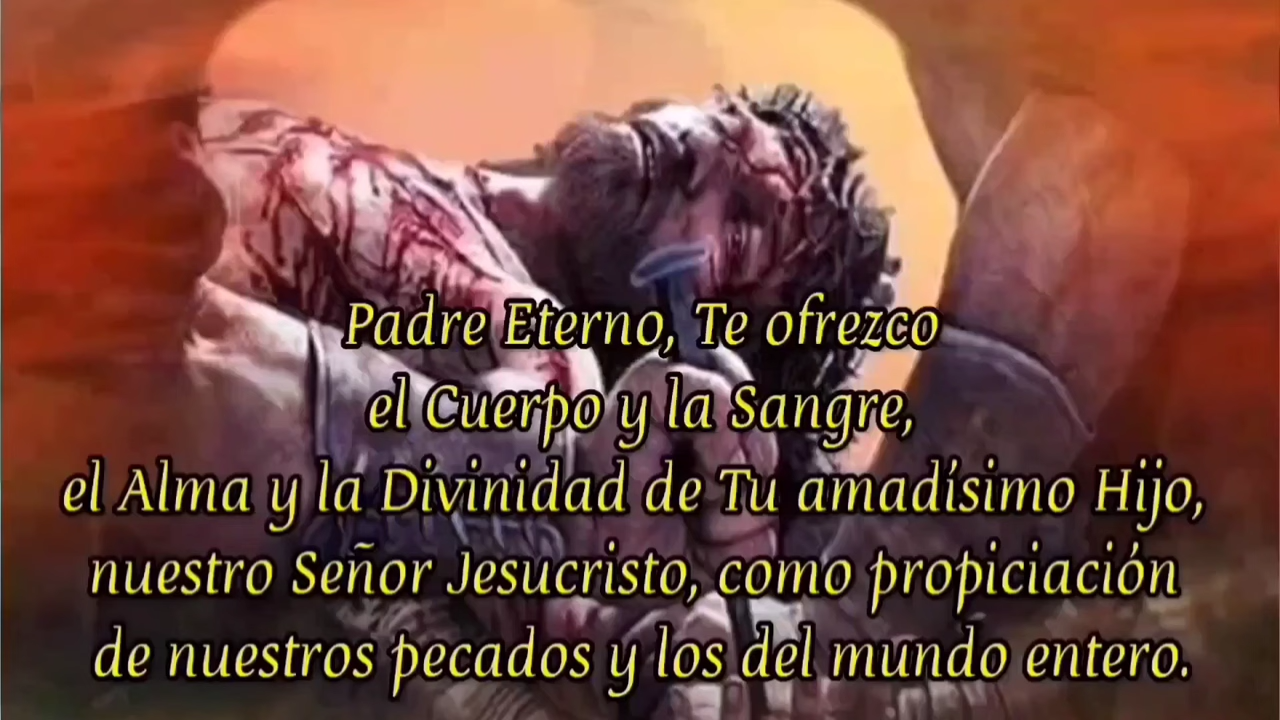 Padre Eterno, Te ofrezco
el Cuerpo y la Sangre,
el Alma y la Divinidad de Tu amadísimo Hijo,
nuestro Señor Jesucristo, como propiciación
de nuestros pecados y los del mundo entero.